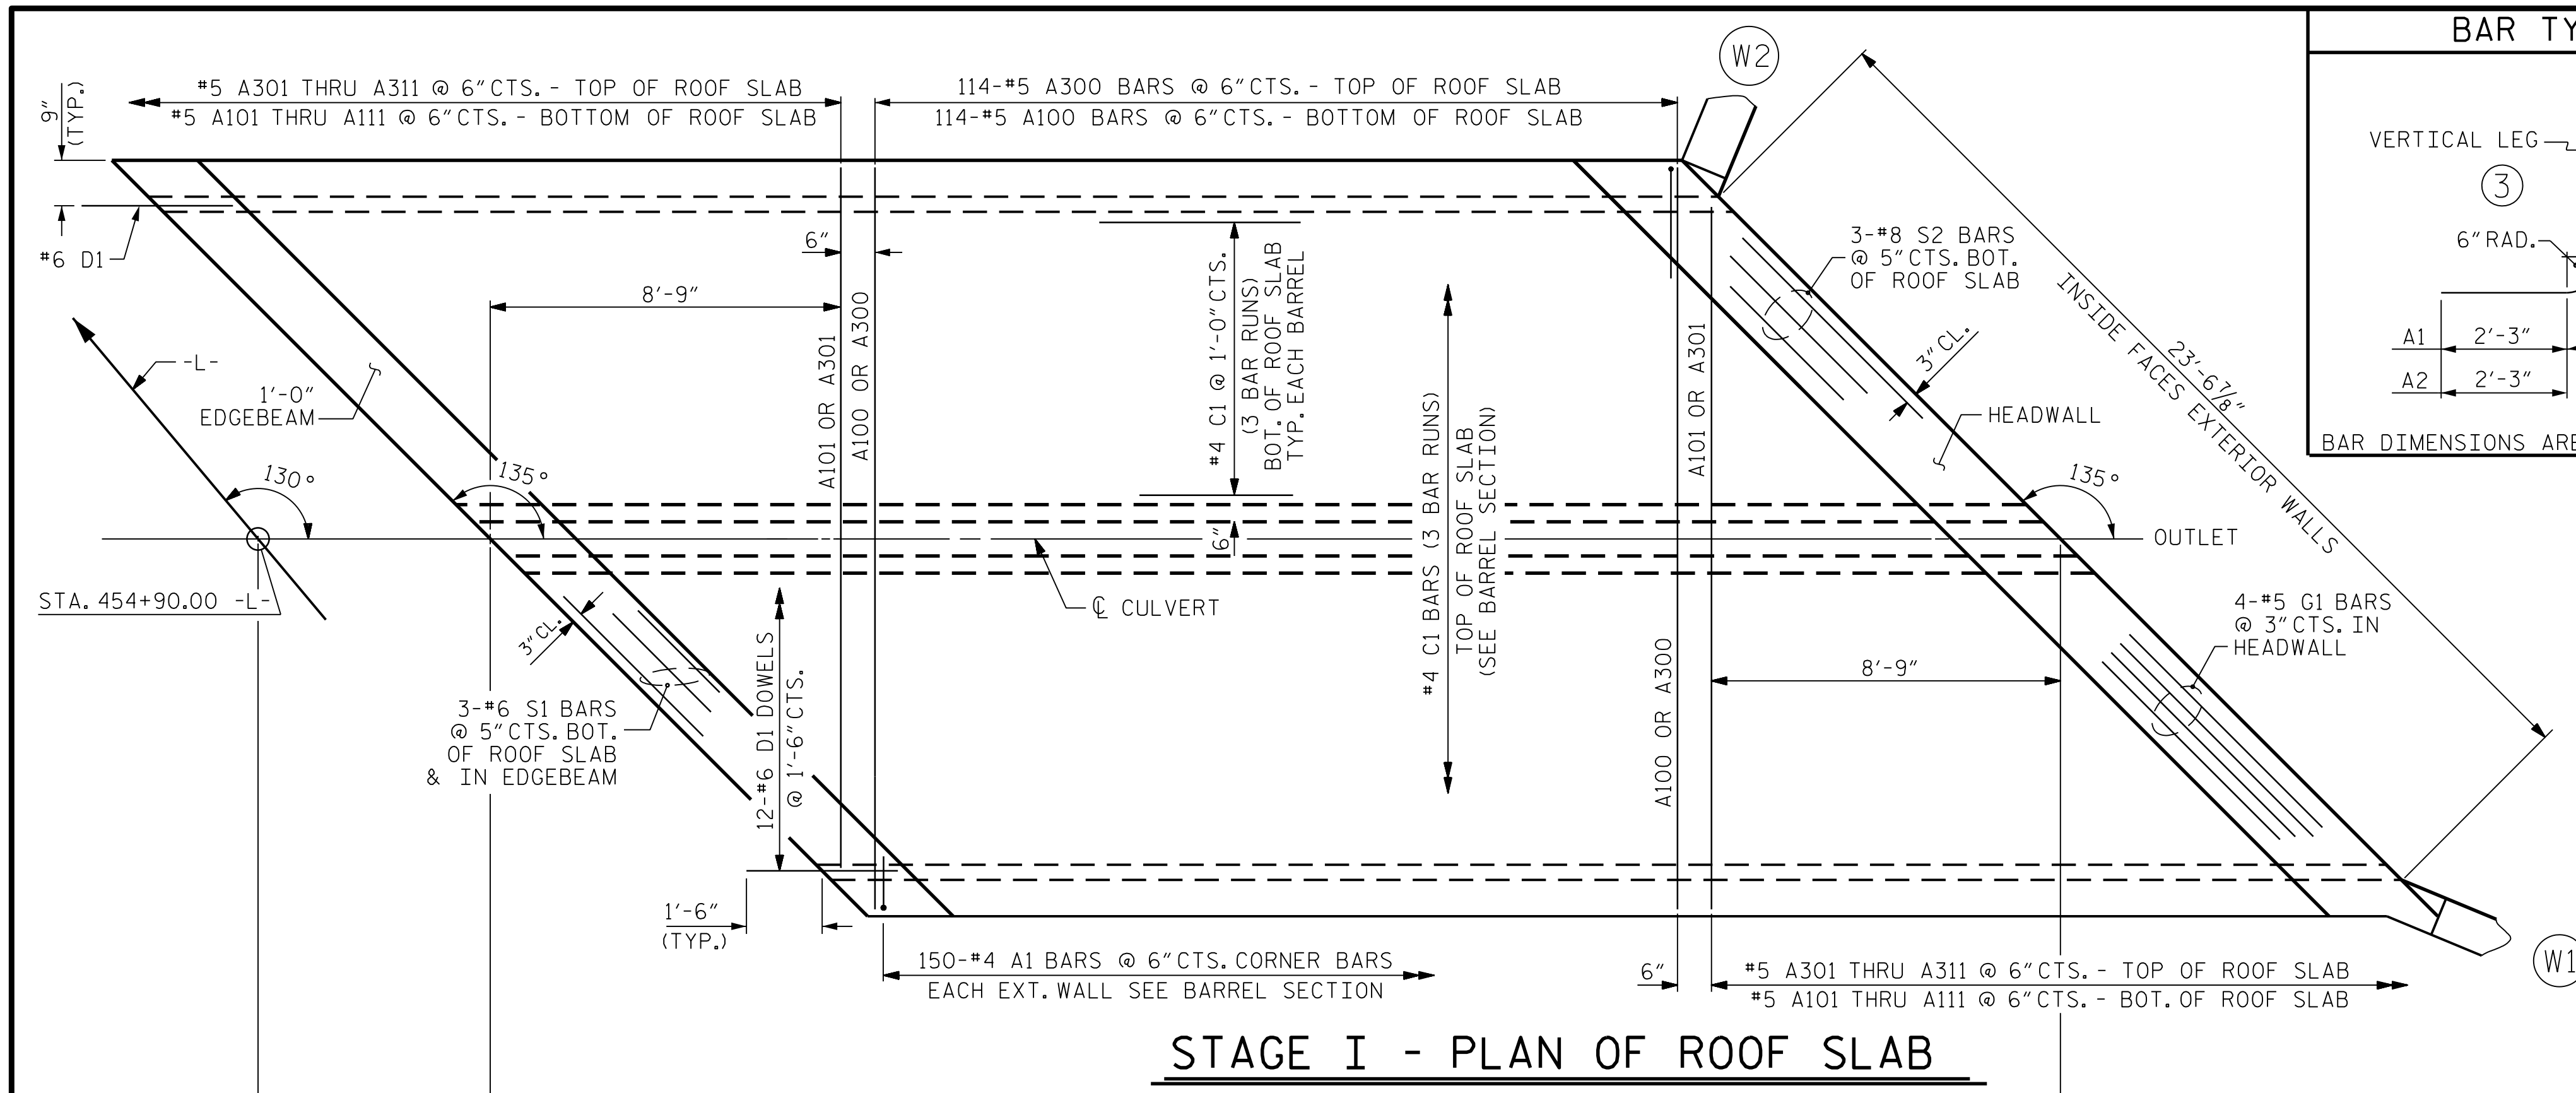 BAR TY
W2
#5 A301 THRU A311 @ 6" CTS. - TOP OF ROOF SLAB
#5 A101 THRU A111 @ 6" CTS. - BOTTOM OF ROOF SLAB
114-#5 A300 BARS @ 6" CTS. - TOP OF ROOF SLAB
114-#5 A100 BARS @ 6" CTS. - BOTTOM OF ROOF SLAB
9"
(TYP.)
#6 D1
VERTICAL LEG
3
6" RAD.
A1 2'-3"
A2 2'-3"
BAR DIMENSIONS ARE
6"
8'-9"
-L-
1'-0"
EDGEBEAM
130°
135°
STA. 454+90.00 -L-
A101 OR A301
A100 OR A300
#4 C1 @ 1'-0" CTS.
(3 BAR RUNS)
BOT. OF ROOF SLAB
TYP. EACH BARREL
6"
#4 C1 BARS (3 BAR RUNS)
TOP OF ROOF SLAB
(SEE BARREL SECTION)
3-#8 S2 BARS
@ 5" CTS. BOT.
OF ROOF SLAB
3" CL.
HEADWALL
A101 OR A301
A100 OR A300
23'-6 7/8"
INSIDE FACES EXTERIOR WALLS
135°
OUTLET
℄ CULVERT
3" CL.
3-#6 S1 BARS
@ 5" CTS. BOT.
OF ROOF SLAB
& IN EDGEBEAM
12-#6 D1 DOWELS
@ 1'-6" CTS.
8'-9"
4-#5 G1 BARS
@ 3" CTS. IN
HEADWALL
1'-6"
(TYP.)
150-#4 A1 BARS @ 6" CTS. CORNER BARS
EACH EXT. WALL SEE BARREL SECTION
6"
#5 A301 THRU A311 @ 6" CTS. - TOP OF ROOF SLAB
#5 A101 THRU A111 @ 6" CTS. - BOT. OF ROOF SLAB
W1
STAGE I - PLAN OF ROOF SLAB